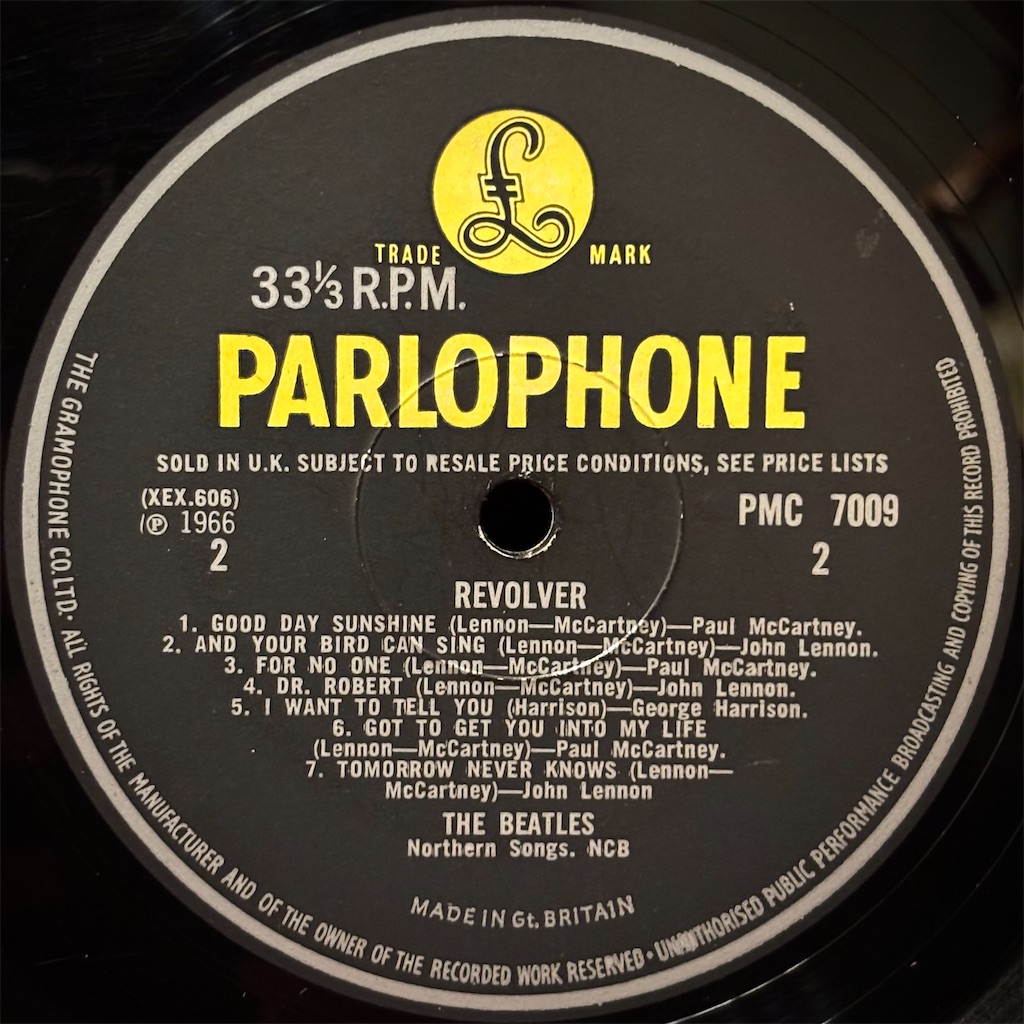 £
TRADE MARK
33⅓ R.P.M.
PARLOPHONE
SOLD IN U.K. SUBJECT TO RESALE PRICE CONDITIONS, SEE PRICE LISTS
(XEX.606)
℗ 1966
2
PMC 7009
2
REVOLVER
1. GOOD DAY SUNSHINE (Lennon—McCartney)—Paul McCartney.
2. AND YOUR BIRD CAN SING (Lennon—McCartney)—John Lennon.
3. FOR NO ONE (Lennon—McCartney)—Paul McCartney.
4. DR. ROBERT (Lennon—McCartney)—John Lennon.
5. I WANT TO TELL YOU (Harrison)—George Harrison.
6. GOT TO GET YOU INTO MY LIFE
(Lennon—McCartney)—Paul McCartney.
7. TOMORROW NEVER KNOWS (Lennon—
McCartney)—John Lennon
THE BEATLES
Northern Songs. NCB
MADE IN Gt. BRITAIN
THE GRAMOPHONE CO. LTD. · ALL RIGHTS OF THE MANUFACTURER AND OF THE OWNER OF THE RECORDED WORK RESERVED · UNAUTHORISED PUBLIC PERFORMANCE BROADCASTING AND COPYING OF THIS RECORD PROHIBITED